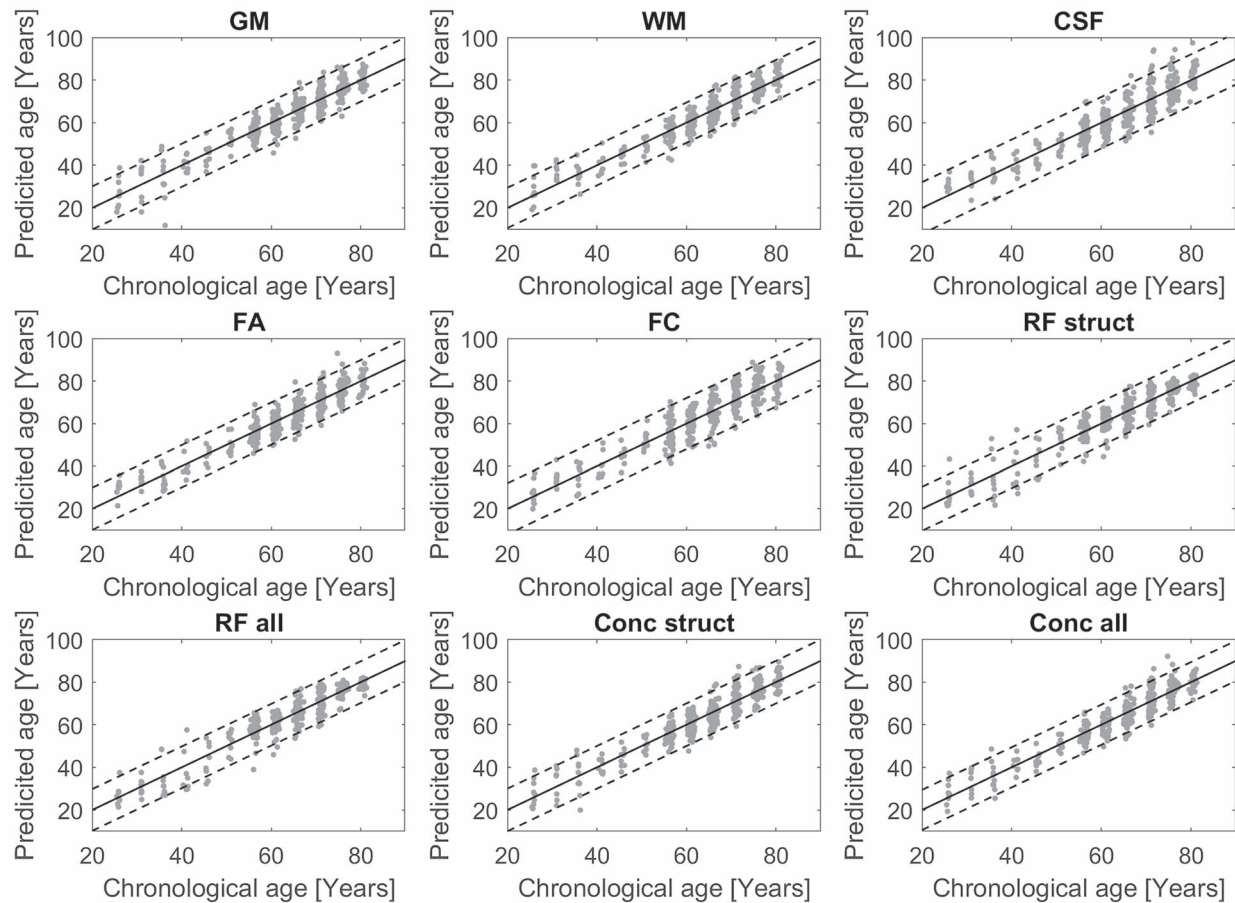 GM WM CSF
Predicited age [Years] 100 80 60 40 20 Predicited age [Years] 100 80 60 40 20 Predicited age [Years] 100 80 60 40 20
20 40 60 80 20 40 60 80 20 40 60 80
Chronological age [Years] Chronological age [Years] Chronological age [Years]
FA FC RF struct
Predicited age [Years] 100 80 60 40 20 Predicited age [Years] 100 80 60 40 20 Predicited age [Years] 100 80 60 40 20
20 40 60 80 20 40 60 80 20 40 60 80
Chronological age [Years] Chronological age [Years] Chronological age [Years]
RF all Conc struct Conc all
Predicited age [Years] 100 80 60 40 20 Predicited age [Years] 100 80 60 40 20 Predicited age [Years] 100 80 60 40 20
20 40 60 80 20 40 60 80 20 40 60 80
Chronological age [Years] Chronological age [Years] Chronological age [Years]